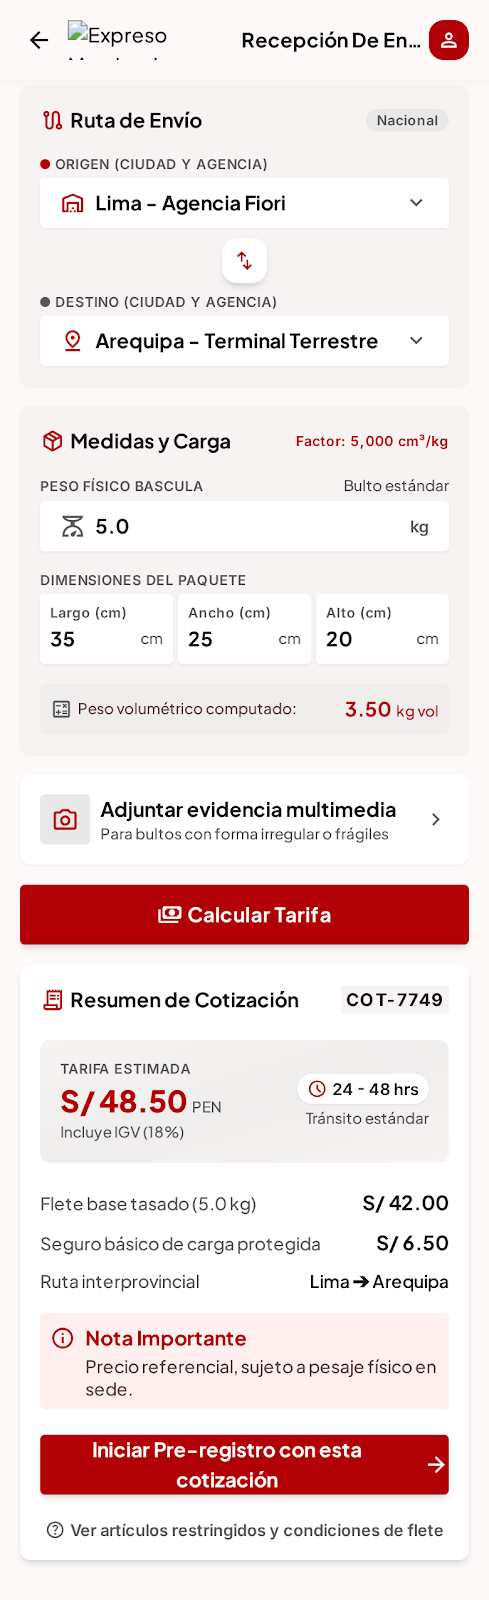 Expreso
Recepción De En...
Ruta de Envío
Nacional
ORIGEN (CIUDAD Y AGENCIA)
Lima - Agencia Fiori
DESTINO (CIUDAD Y AGENCIA)
Arequipa - Terminal Terrestre
Medidas y Carga
Factor: 5,000 cm³/kg
PESO FÍSICO BASCULA
Bulto estándar
5.0
kg
DIMENSIONES DEL PAQUETE
Largo (cm)
35 cm
Ancho (cm)
25 cm
Alto (cm)
20 cm
Peso volumétrico computado:
3.50 kg vol
Adjuntar evidencia multimedia
Para bultos con forma irregular o frágiles
Calcular Tarifa
Resumen de Cotización
COT-7749
TARIFA ESTIMADA
S/ 48.50 PEN
Incluye IGV (18%)
24 - 48 hrs
Tránsito estándar
Flete base tasado (5.0 kg)
S/ 42.00
Seguro básico de carga protegida
S/ 6.50
Ruta interprovincial
Lima ➔ Arequipa
Nota Importante
Precio referencial, sujeto a pesaje físico en
sede.
Iniciar Pre-registro con esta
cotización
Ver artículos restringidos y condiciones de flete